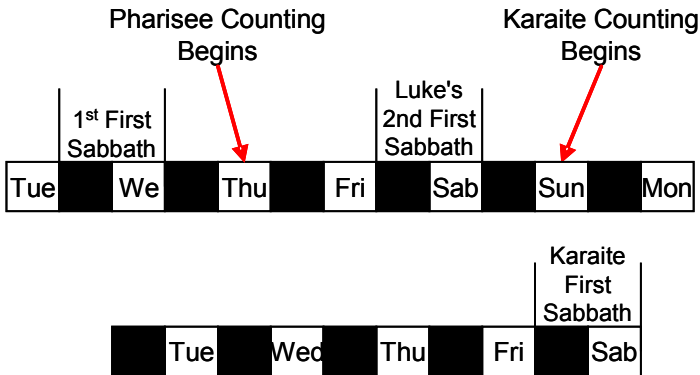 Pharisee Counting
Begins
Karaite Counting
Begins
1st First
Sabbath
Luke's
2nd First
Sabbath
Tue We Thu Fri Sab Sun Mon
Karaite
First
Sabbath
Tue Wed Thu Fri Sab